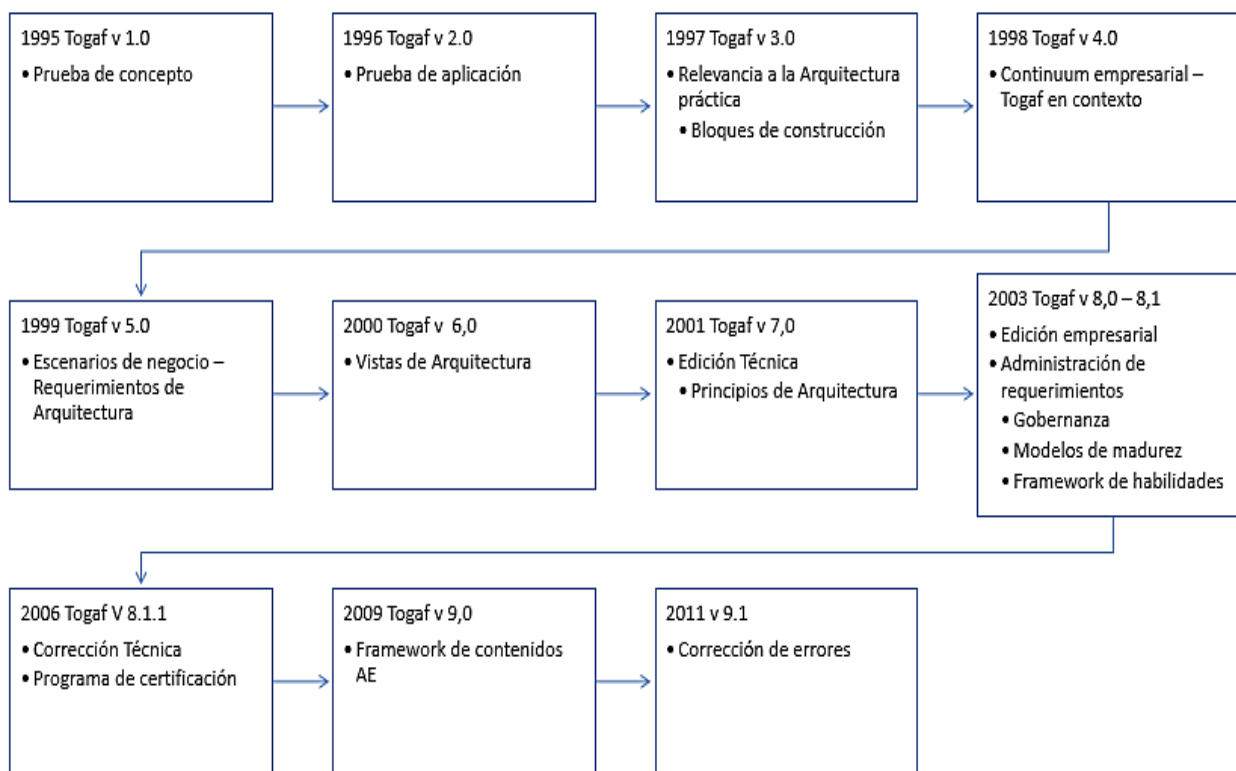 1995 Togaf v 1.0
• Prueba de concepto
1996 Togaf v 2.0
• Prueba de aplicación
1997 Togaf v 3.0
• Relevancia a la Arquitectura
práctica
• Bloques de construcción
1998 Togaf v 4.0
• Continuum empresarial –
Togaf en contexto
1999 Togaf v 5.0
• Escenarios de negocio –
Requerimientos de
Arquitectura
2000 Togaf v 6,0
• Vistas de Arquitectura
2001 Togaf v 7,0
• Edición Técnica
• Principios de Arquitectura
2003 Togaf v 8,0 – 8,1
• Edición empresarial
• Administración de
requerimientos
• Gobernanza
• Modelos de madurez
• Framework de habilidades
2006 Togaf V 8.1.1
• Corrección Técnica
• Programa de certificación
2009 Togaf v 9,0
• Framework de contenidos
AE
2011 v 9.1
• Corrección de errores